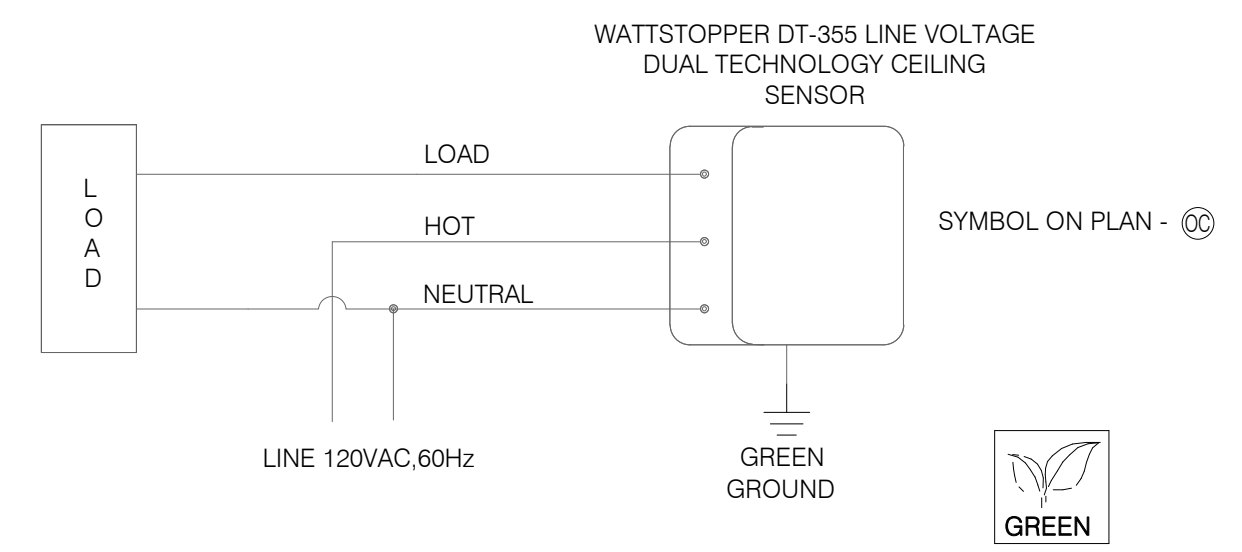 WATTSTOPPER DT-355 LINE VOLTAGE
DUAL TECHNOLOGY CEILING
SENSOR
LOAD
LOAD
HOT
NEUTRAL
SYMBOL ON PLAN - OC
LINE 120VAC,60Hz
GREEN
GROUND
GREEN